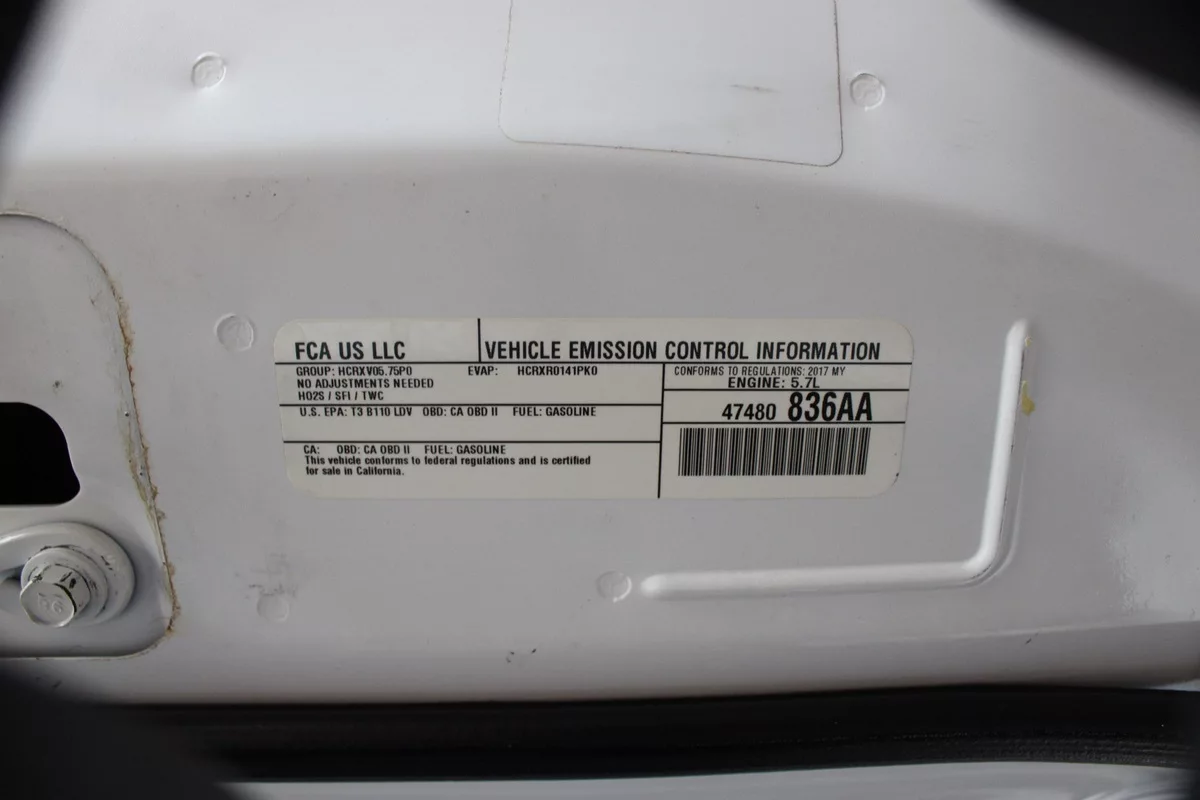 FCA US LLC
VEHICLE EMISSION CONTROL INFORMATION
GROUP: HCRXV05.75P0 EVAP: HCRXR0141PK0
NO ADJUSTMENTS NEEDED
HO2S / SFI / TWC
CONFORMS TO REGULATIONS: 2017 MY
ENGINE: 5.7L
U.S. EPA: T3 B110 LDV OBD: CA OBD II FUEL: GASOLINE
47480 836AA
CA: OBD: CA OBD II FUEL: GASOLINE
This vehicle conforms to federal regulations and is certified
for sale in California.